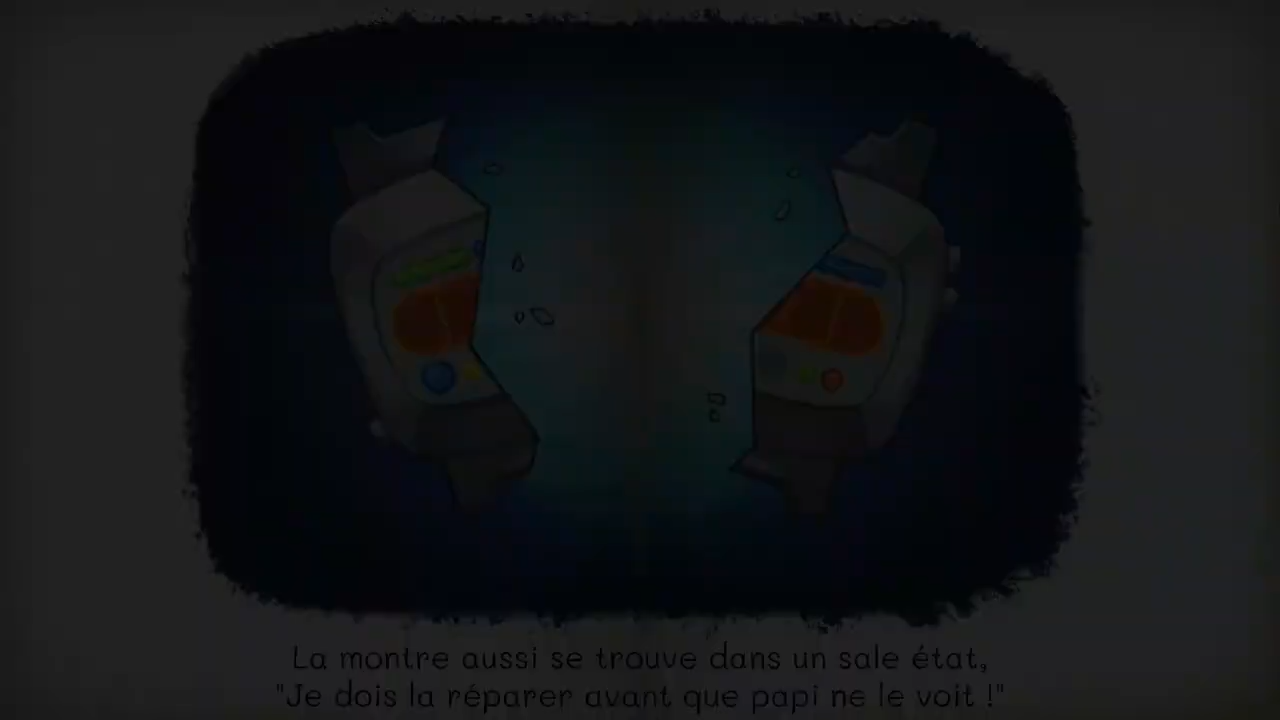 La montre aussi se trouve dans un sale état,
"Je dois la réparer avant que papi ne le voit !"